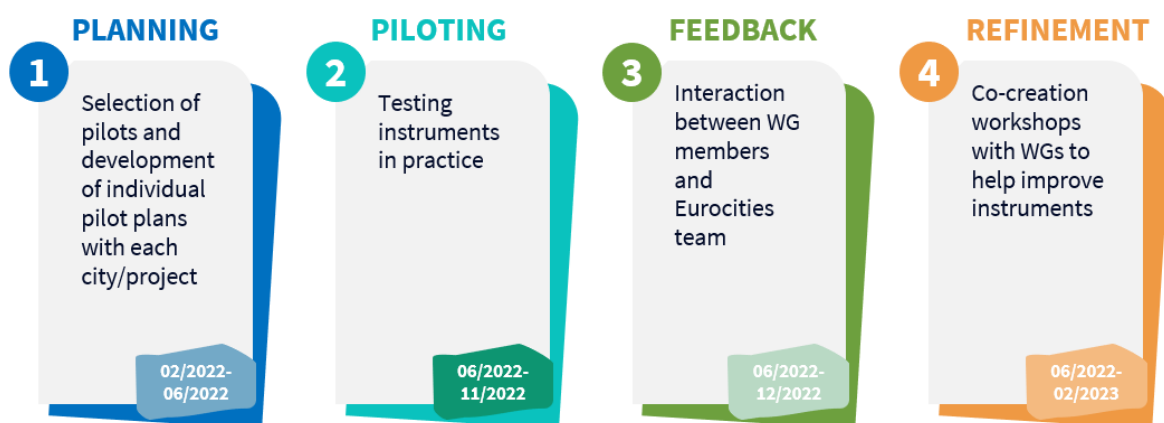 PLANNING
1
Selection of
pilots and
development
of individual
pilot plans
with each
city/project
02/2022-
06/2022
PILOTING
2
Testing
instruments
in practice
06/2022-
11/2022
FEEDBACK
3
Interaction
between WG
members
and
Eurocities
team
06/2022-
12/2022
REFINEMENT
4
Co-creation
workshops
with WGs to
help improve
instruments
06/2022-
02/2023